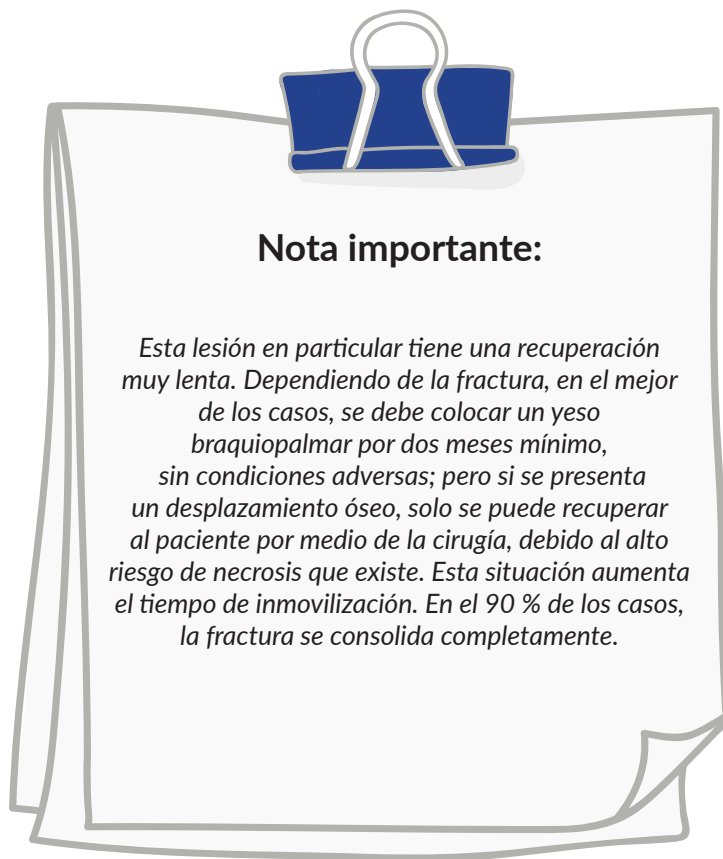 Nota importante:
Esta lesión en particular tiene una recuperación
muy lenta. Dependiendo de la fractura, en el mejor
de los casos, se debe colocar un yeso
braquiopalmar por dos meses mínimo,
sin condiciones adversas; pero si se presenta
un desplazamiento óseo, solo se puede recuperar
al paciente por medio de la cirugía, debido al alto
riesgo de necrosis que existe. Esta situación aumenta
el tiempo de inmovilización. En el 90 % de los casos,
la fractura se consolida completamente.